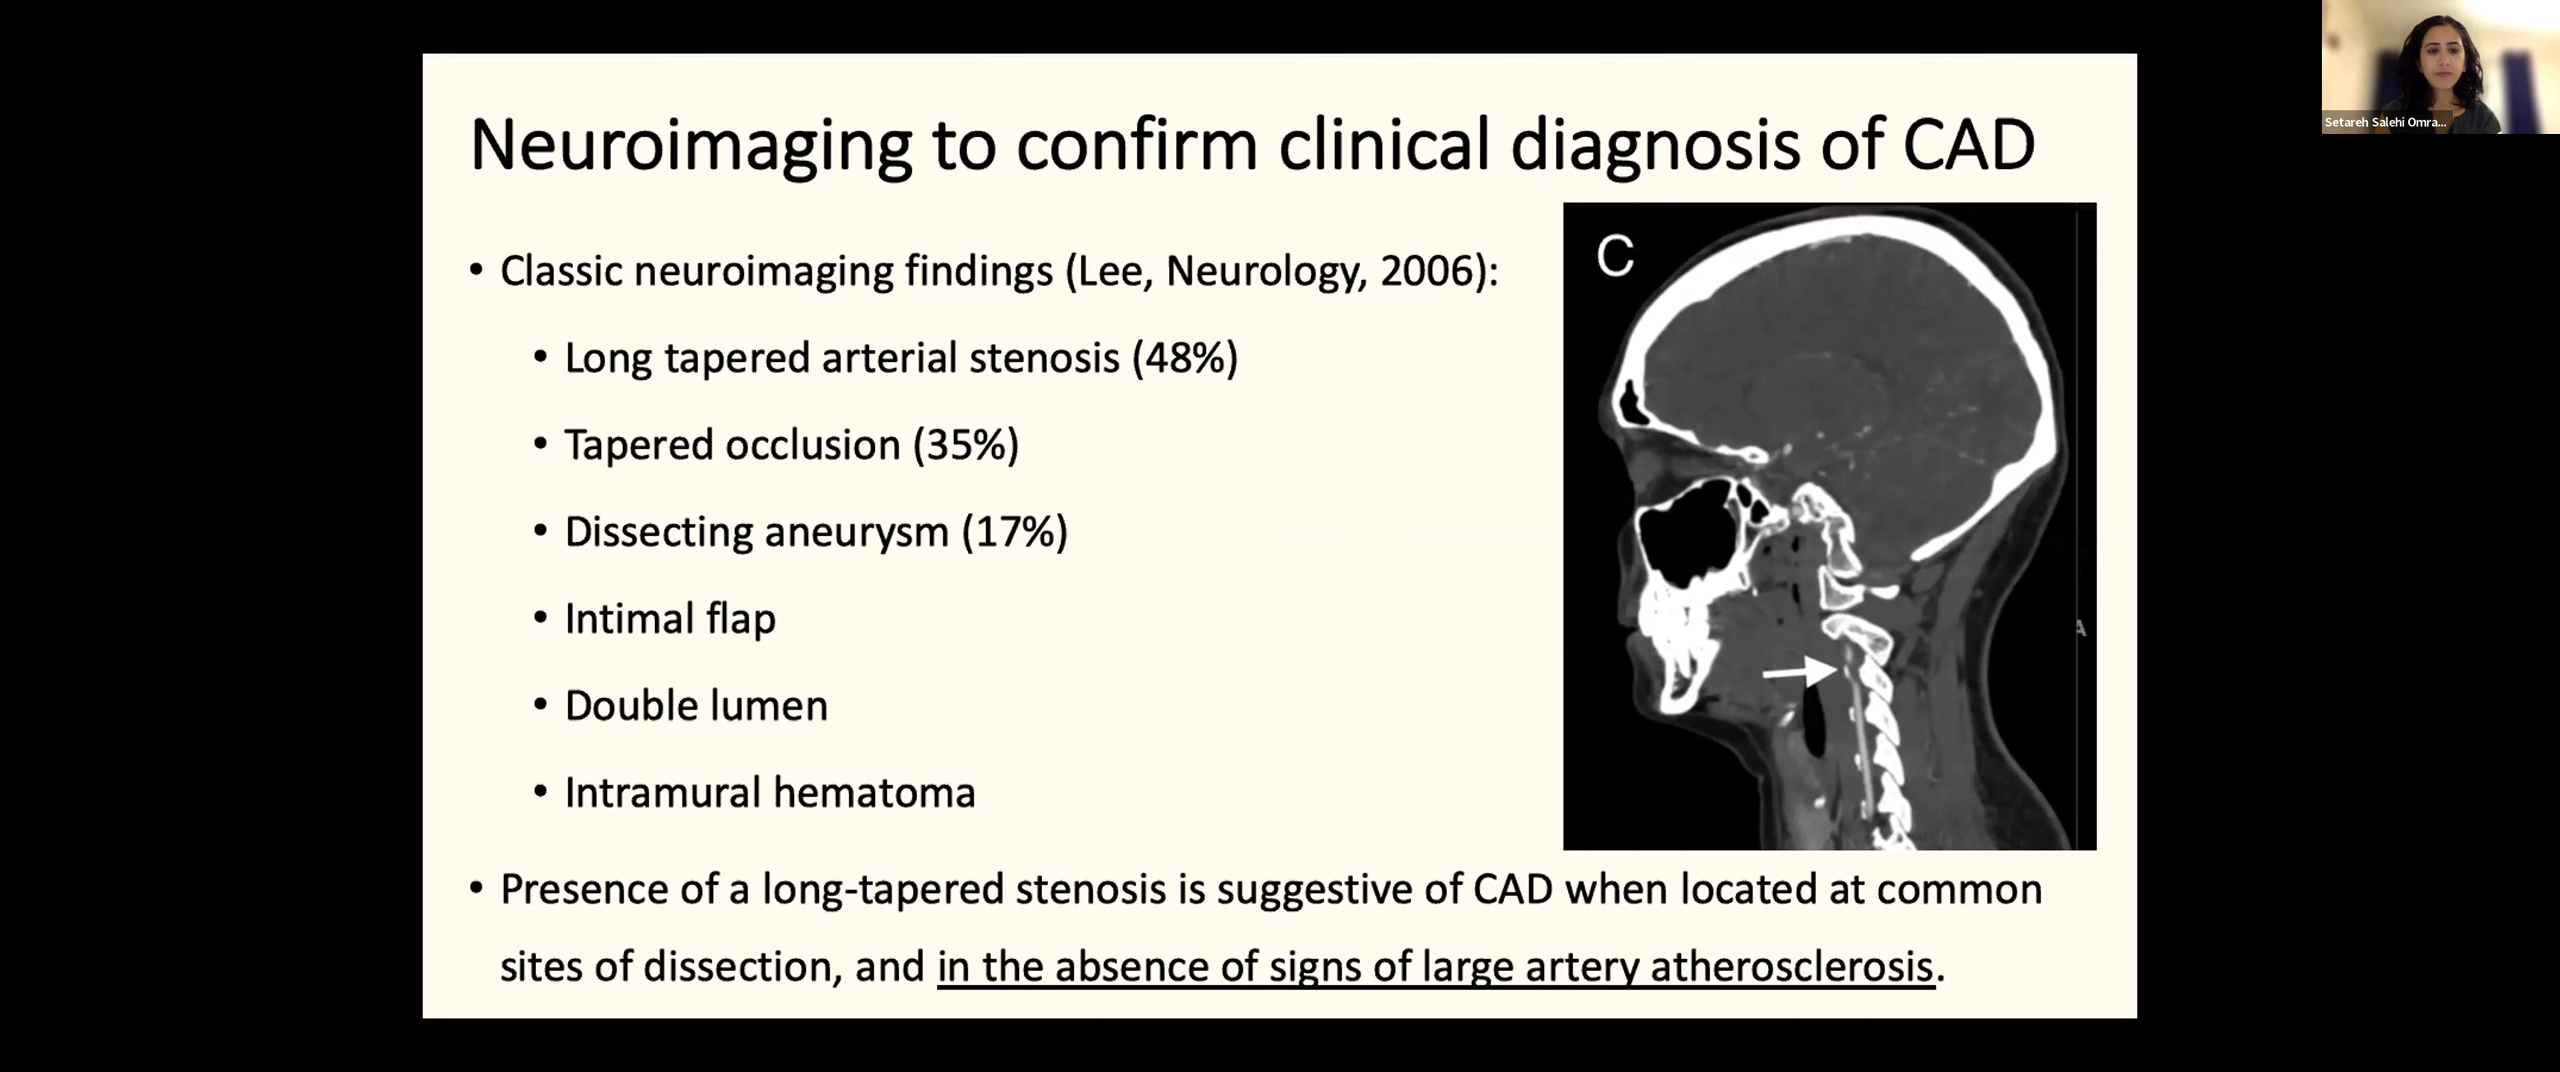 Setareh Salehi Omra...
Neuroimaging to confirm clinical diagnosis of CAD
C
• Classic neuroimaging findings (Lee, Neurology, 2006):
• Long tapered arterial stenosis (48%)
• Tapered occlusion (35%)
• Dissecting aneurysm (17%)
• Intimal flap
• Double lumen
• Intramural hematoma
A
• Presence of a long-tapered stenosis is suggestive of CAD when located at common
sites of dissection, and in the absence of signs of large artery atherosclerosis.